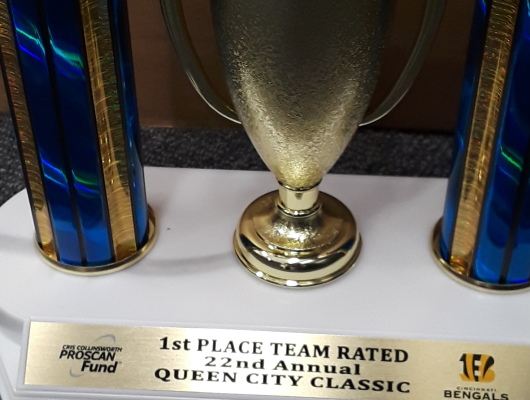 CRIS COLLINSWORTH
PROSCAN
Fund
1st PLACE TEAM RATED
22nd Annual
QUEEN CITY CLASSIC
B
CINCINNATI
BENGALS